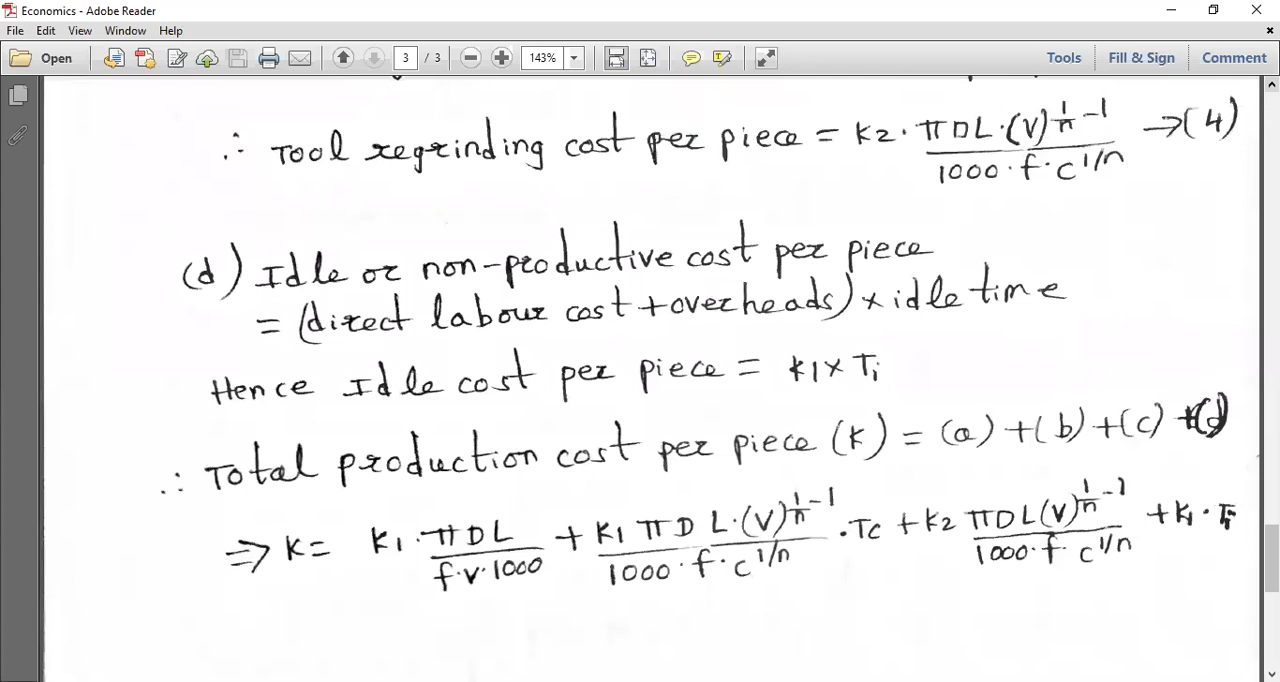 Economics - Adobe Reader
File Edit View Window Help
Open 3 / 3 143% Tools Fill & Sign Comment
∴ Tool regrinding cost per piece = K2 · πDL·(V)^{1/n - 1} / 1000·f·c^{1/n} → (4)
(d) Idle or non-productive cost per piece
= (direct labour cost + overheads) × idle time
Hence Idle cost per piece = K1 × Ti
∴ Total production cost per piece (K) = (a) + (b) + (c) + (d)
⇒ K = K1 · πDL / f·v·1000 + K1 πD L·(V)^{1/n - 1} / 1000·f·c^{1/n} · Tc + K2 πDL(V)^{1/n - 1} / 1000·f·c^{1/n} + K1 · Ti